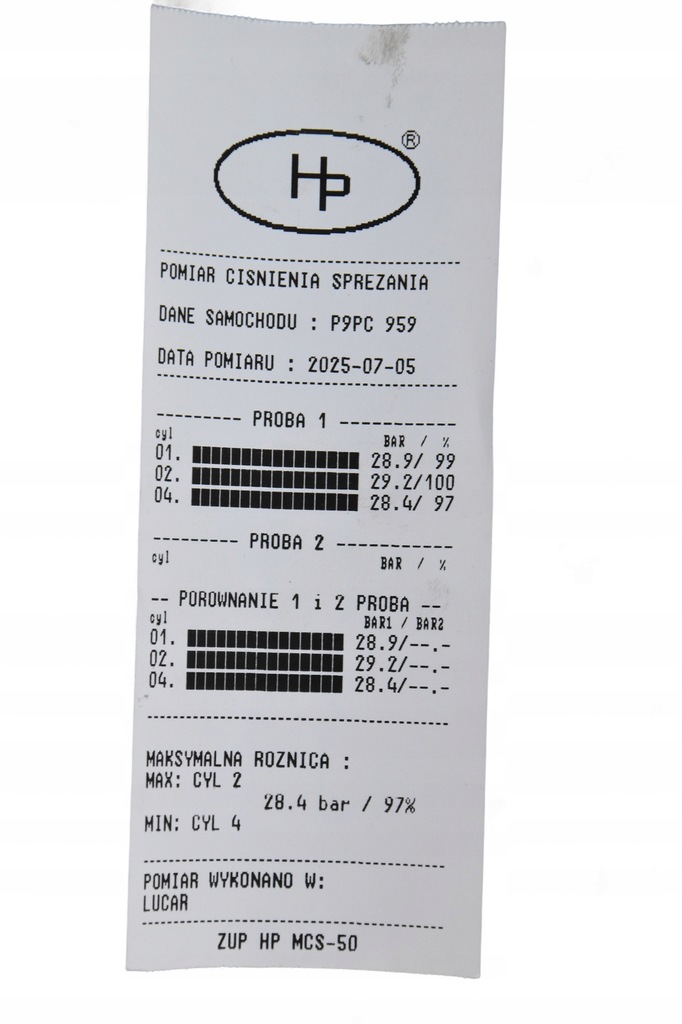 HP ®
POMIAR CISNIENIA SPREZANIA
DANE SAMOCHODU : P9PC 959
DATA POMIARU : 2025-07-05
--------- PROBA 1 ------------
cyl BAR / %
01. 28.9/ 99
02. 29.2/100
04. 28.4/ 97
--------- PROBA 2 ------------
cyl BAR / %
-- POROWNANIE 1 i 2 PROBA --
cyl BAR1 / BAR2
01. 28.9/--.-
02. 29.2/--.-
04. 28.4/--.-
MAKSYMALNA ROZNICA :
MAX: CYL 2
28.4 bar / 97%
MIN: CYL 4
POMIAR WYKONANO W:
LUCAR
ZUP HP MCS-50